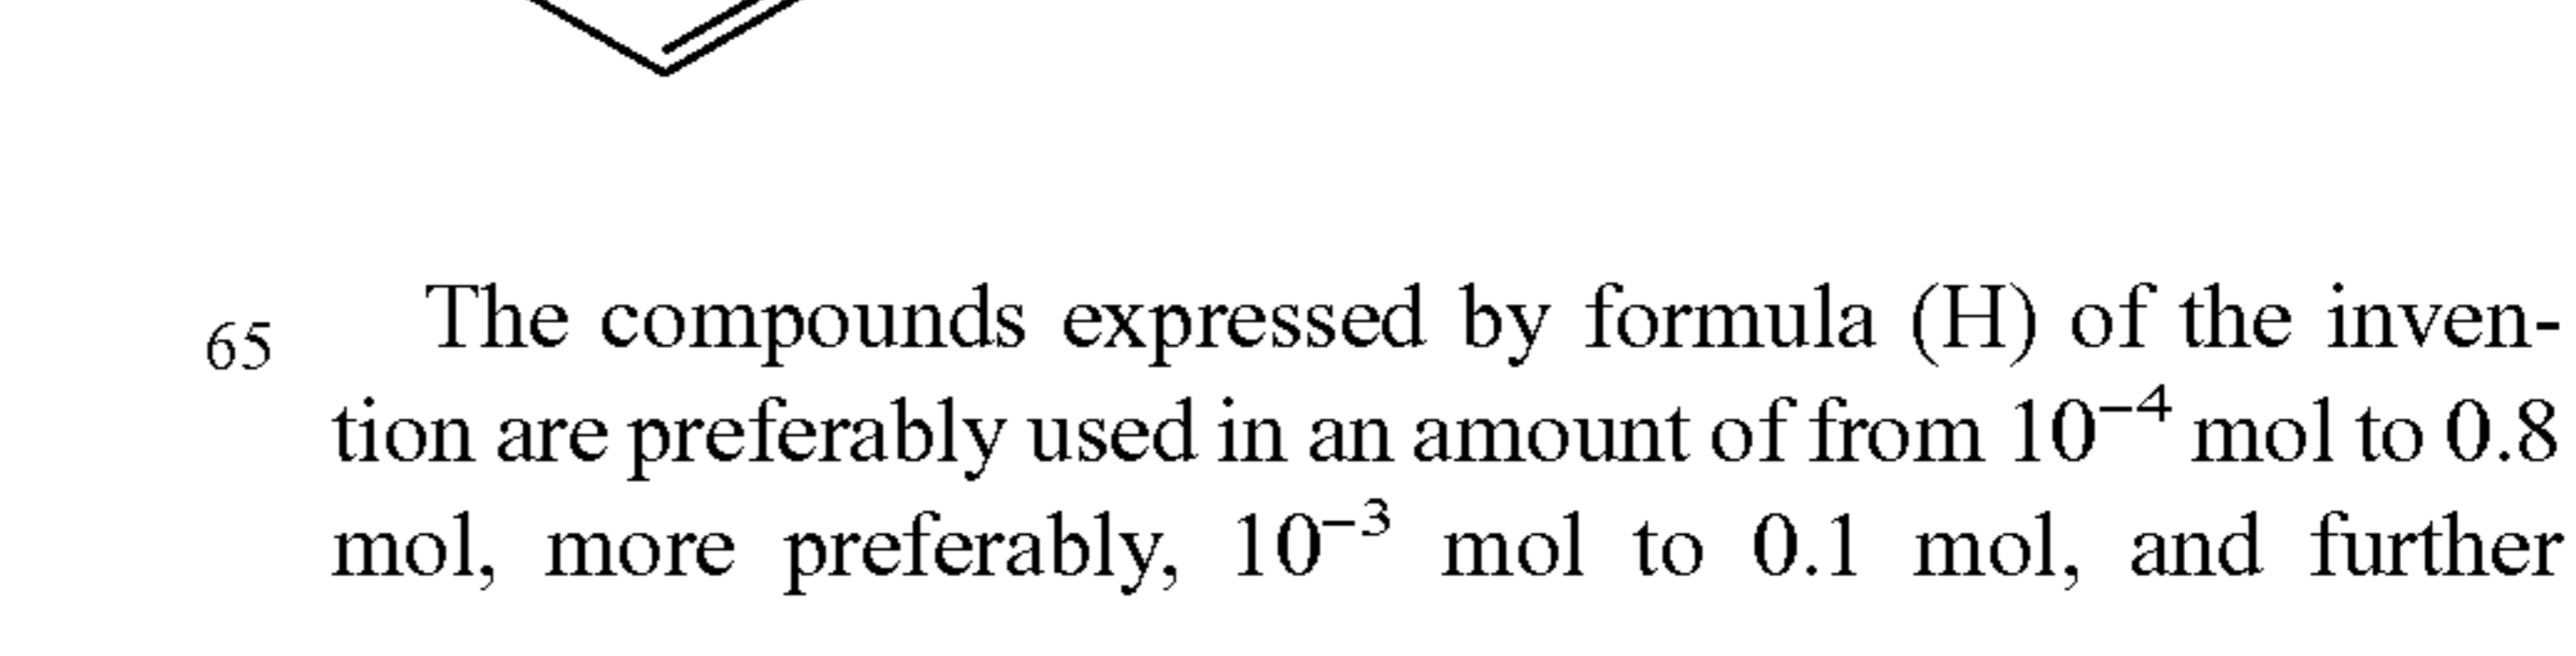 65 The compounds expressed by formula (H) of the inven-
tion are preferably used in an amount of from 10⁻⁴ mol to 0.8
mol, more preferably, 10⁻³ mol to 0.1 mol, and further